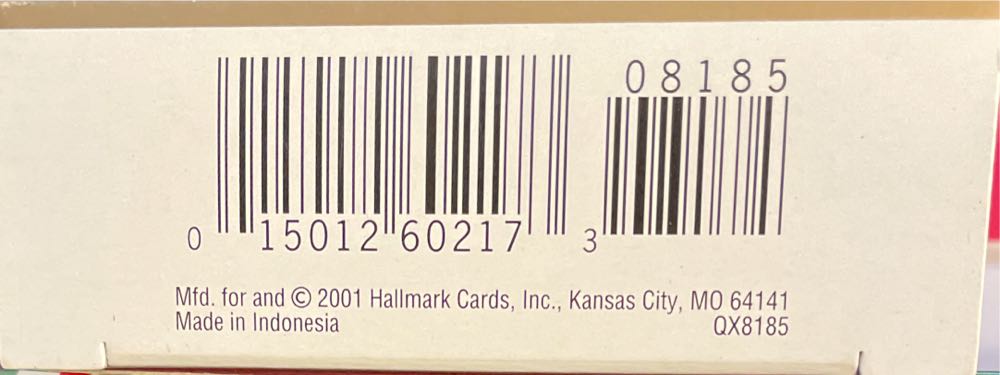 08185
0 15012 60217 3
Mfd. for and © 2001 Hallmark Cards, Inc., Kansas City, MO 64141
Made in Indonesia QX8185